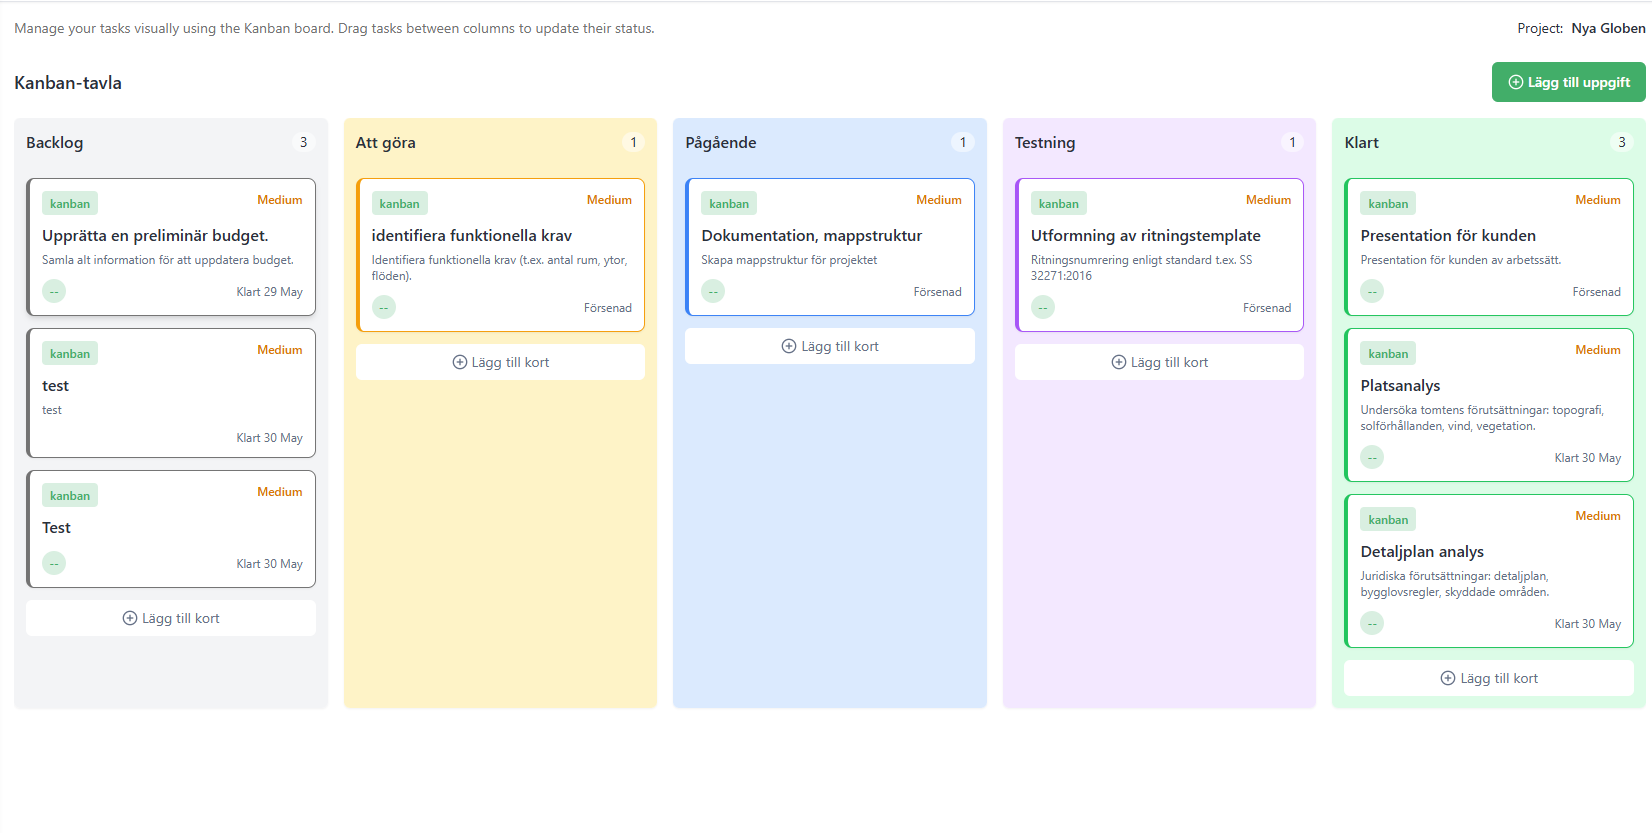 Manage your tasks visually using the Kanban board. Drag tasks between columns to update their status.
Project: Nya Globen
Kanban-tavla
Lägg till uppgift
Backlog
3
kanban
Medium
Upprätta en preliminär budget.
Samla alt information för att uppdatera budget.
--
Klart 29 May
kanban
Medium
test
test
Klart 30 May
kanban
Medium
Test
--
Klart 30 May
Lägg till kort
Att göra
1
kanban
Medium
identifiera funktionella krav
Identifiera funktionella krav (t.ex. antal rum, ytor,
flöden).
--
Försenad
Lägg till kort
Pågående
1
kanban
Medium
Dokumentation, mappstruktur
Skapa mappstruktur för projektet
--
Försenad
Lägg till kort
Testning
1
kanban
Medium
Utformning av ritningstemplate
Ritningsnumrering enligt standard t.ex. SS
32271:2016
--
Försenad
Lägg till kort
Klart
3
kanban
Medium
Presentation för kunden
Presentation för kunden av arbetssätt.
--
Försenad
kanban
Medium
Platsanalys
Undersöka tomtens förutsättningar: topografi,
solförhållanden, vind, vegetation.
--
Klart 30 May
kanban
Medium
Detaljplan analys
Juridiska förutsättningar: detaljplan,
bygglovsregler, skyddade områden.
--
Klart 30 May
Lägg till kort